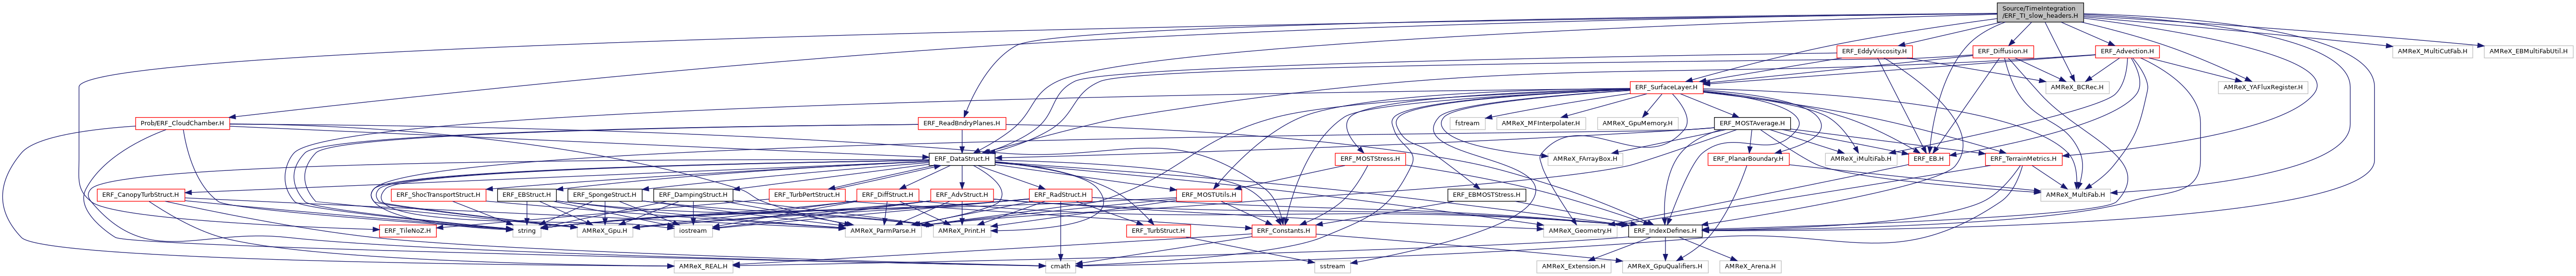 Source/TimeIntegration
/ERF_TI_slow_headers.H
ERF_EddyViscosity.H
ERF_Diffusion.H
ERF_Advection.H
AMReX_MultiCutFab.H
AMReX_EBMultiFabUtil.H
ERF_SurfaceLayer.H
AMReX_BCRec.H
AMReX_YAFluxRegister.H
Prob/ERF_CloudChamber.H
ERF_ReadBndryPlanes.H
fstream
AMReX_MFInterpolater.H
AMReX_GpuMemory.H
ERF_MOSTAverage.H
ERF_DataStruct.H
ERF_MOSTStress.H
AMReX_FArrayBox.H
ERF_PlanarBoundary.H
AMReX_iMultiFab.H
ERF_EB.H
ERF_TerrainMetrics.H
ERF_CanopyTurbStruct.H
ERF_ShocTransportStruct.H
ERF_EBStruct.H
ERF_SpongeStruct.H
ERF_DampingStruct.H
ERF_TurbPertStruct.H
ERF_DiffStruct.H
ERF_AdvStruct.H
ERF_RadStruct.H
ERF_MOSTUtils.H
ERF_EBMOSTStress.H
AMReX_MultiFab.H
ERF_TileNoZ.H
string
AMReX_Gpu.H
iostream
AMReX_ParmParse.H
AMReX_Print.H
ERF_TurbStruct.H
ERF_Constants.H
AMReX_Geometry.H
ERF_IndexDefines.H
AMReX_REAL.H
cmath
sstream
AMReX_Extension.H
AMReX_GpuQualifiers.H
AMReX_Arena.H